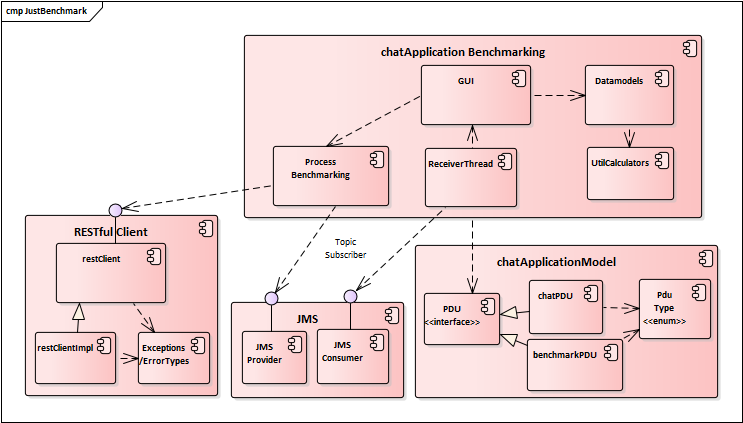 cmp JustBenchmark
chatApplication Benchmarking
GUI
Datamodels
Process
Benchmarking
ReceiverThread
UtilCalculators
RESTful Client
restClient
restClientImpl
Exceptions
/ErrorTypes
Topic
Subscriber
JMS
JMS
Provider
JMS
Consumer
chatApplicationModel
PDU
<<interface>>
chatPDU
benchmarkPDU
Pdu
Type
<<enum>>